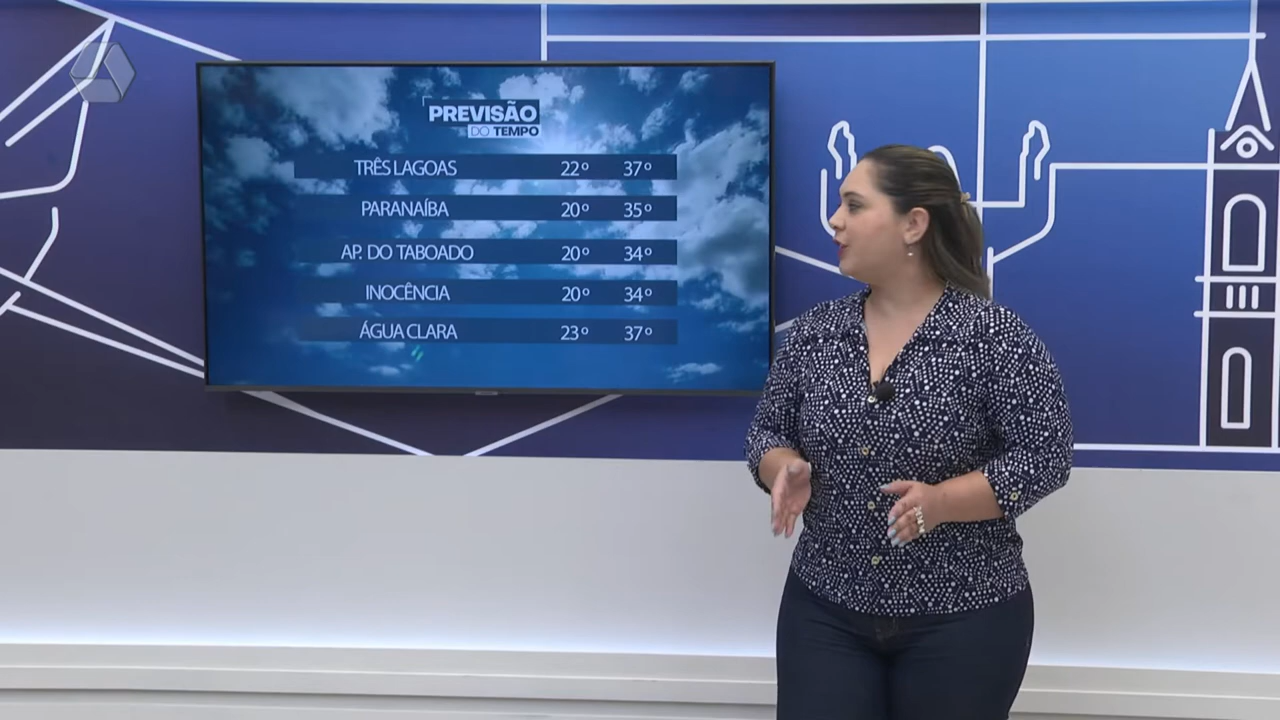 PREVISÃO
DO TEMPO
TRÊS LAGOAS 22º 37º
PARANAÍBA 20º 35º
AP. DO TABOADO 20º 34º
INOCÊNCIA 20º 34º
ÁGUA CLARA 23º 37º